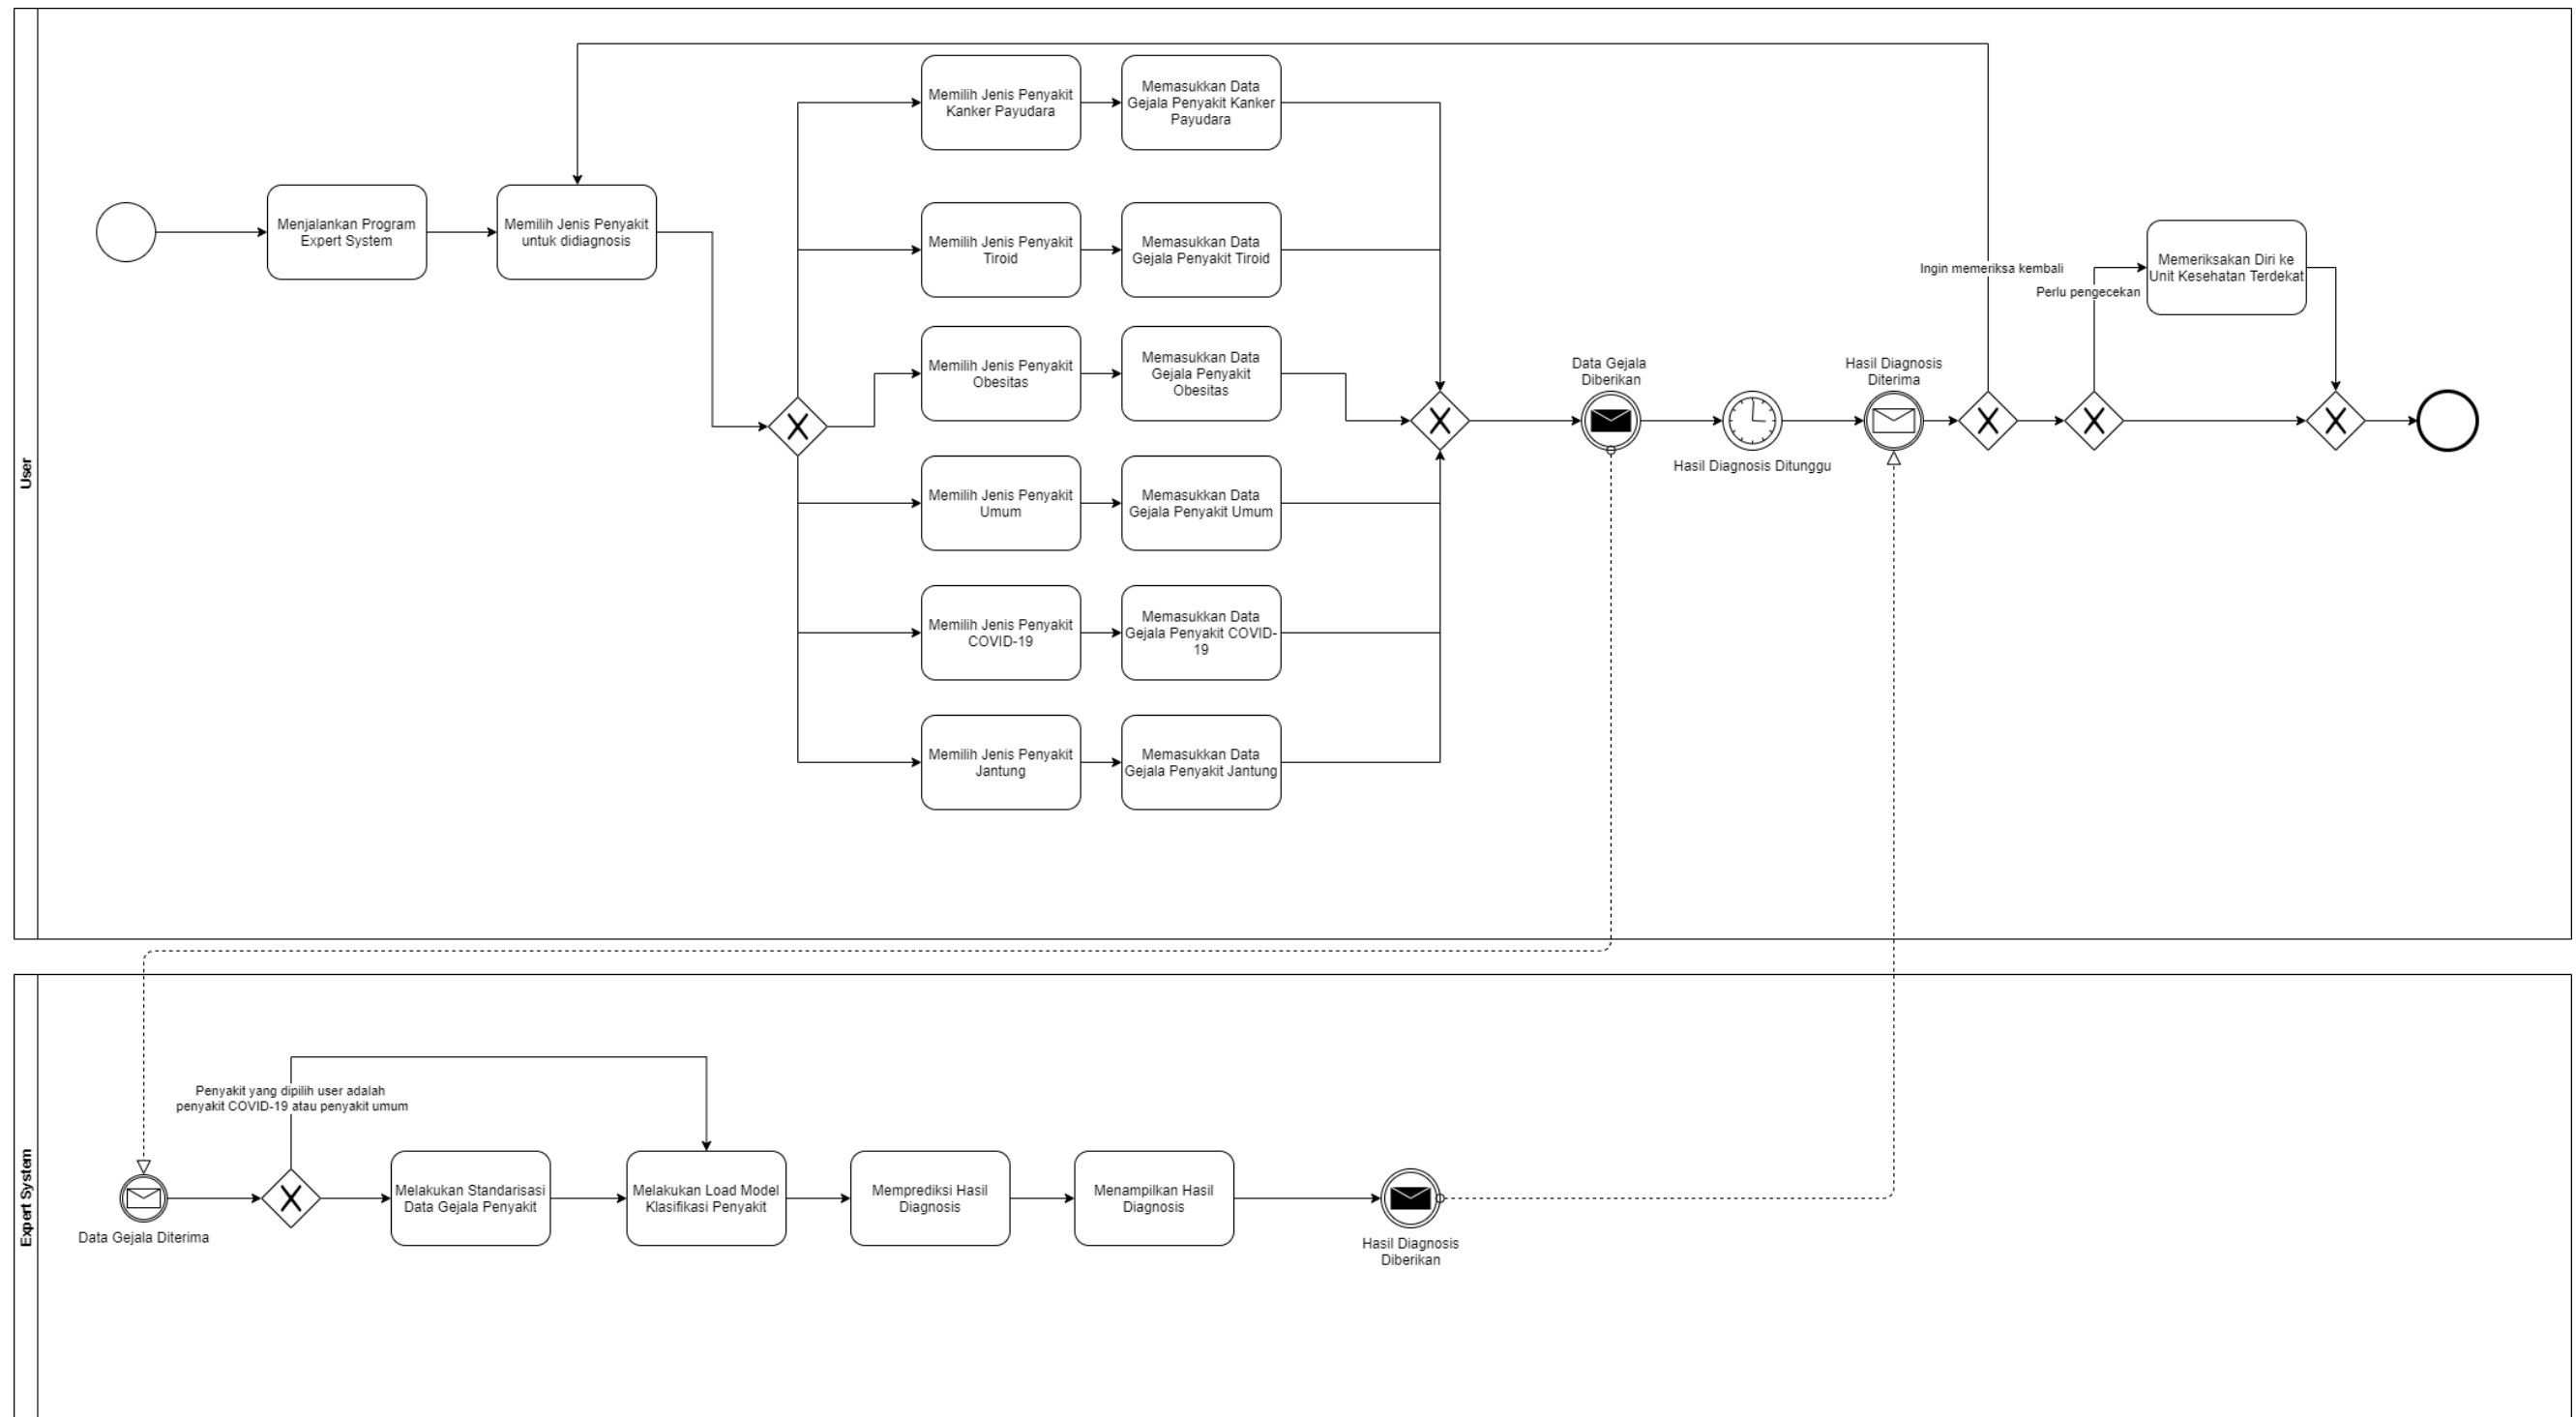 User
Menjalankan Program
Expert System
Memilih Jenis Penyakit
untuk didiagnosis
Memilih Jenis Penyakit
Kanker Payudara
Memasukkan Data
Gejala Penyakit Kanker
Payudara
Memilih Jenis Penyakit
Tiroid
Memasukkan Data
Gejala Penyakit Tiroid
Memilih Jenis Penyakit
Obesitas
Memasukkan Data
Gejala Penyakit
Obesitas
Memilih Jenis Penyakit
Umum
Memasukkan Data
Gejala Penyakit Umum
Memilih Jenis Penyakit
COVID-19
Memasukkan Data
Gejala Penyakit COVID-
19
Memilih Jenis Penyakit
Jantung
Memasukkan Data
Gejala Penyakit Jantung
Data Gejala
Diberikan
Hasil Diagnosis Ditunggu
Hasil Diagnosis
Diterima
Ingin memeriksa kembali
Perlu pengecekan
Memeriksakan Diri ke
Unit Kesehatan Terdekat
Expert System
Data Gejala Diterima
Penyakit yang dipilih user adalah
penyakit COVID-19 atau penyakit umum
Melakukan Standarisasi
Data Gejala Penyakit
Melakukan Load Model
Klasifikasi Penyakit
Memprediksi Hasil
Diagnosis
Menampilkan Hasil
Diagnosis
Hasil Diagnosis
Diberikan